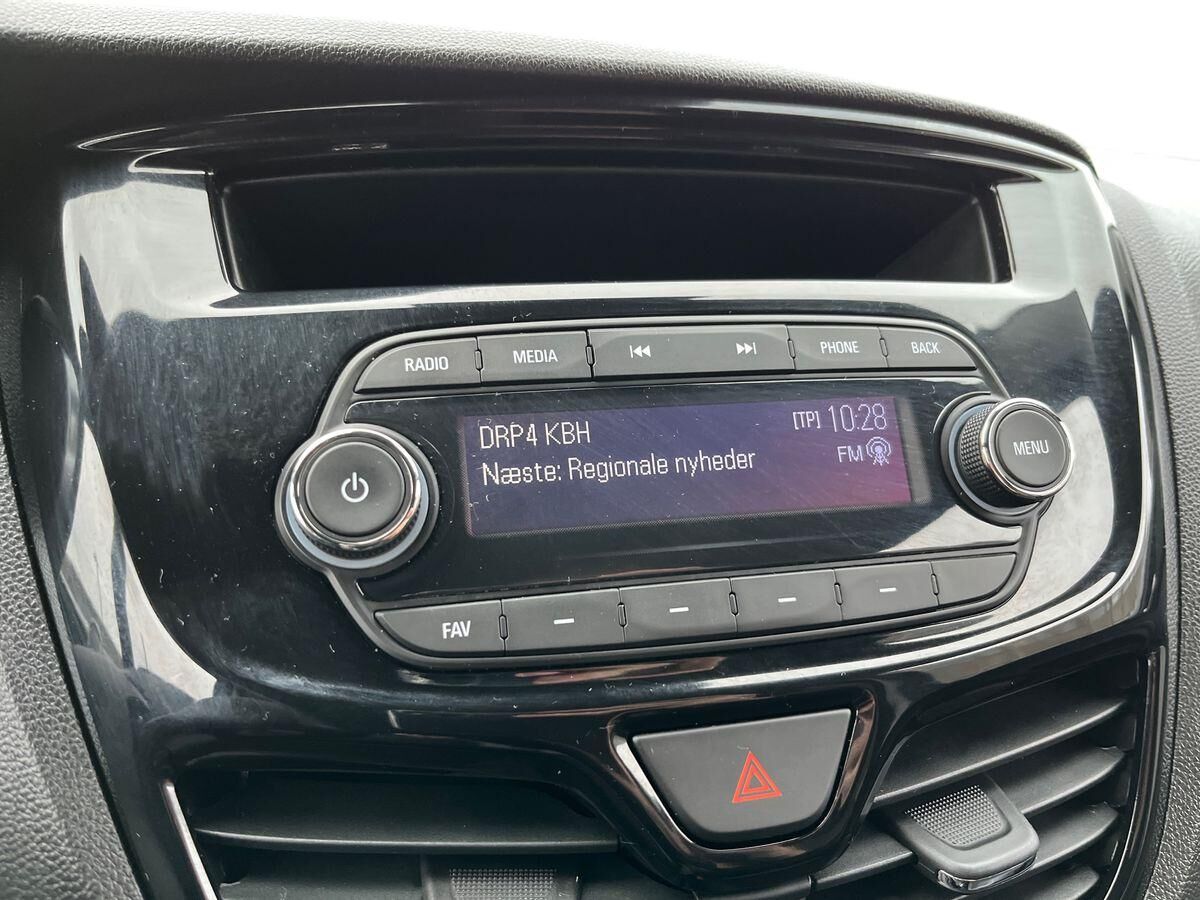 RADIO MEDIA PHONE BACK
DRP4 KBH [TP] 10:28
Næste: Regionale nyheder FM
MENU
FAV